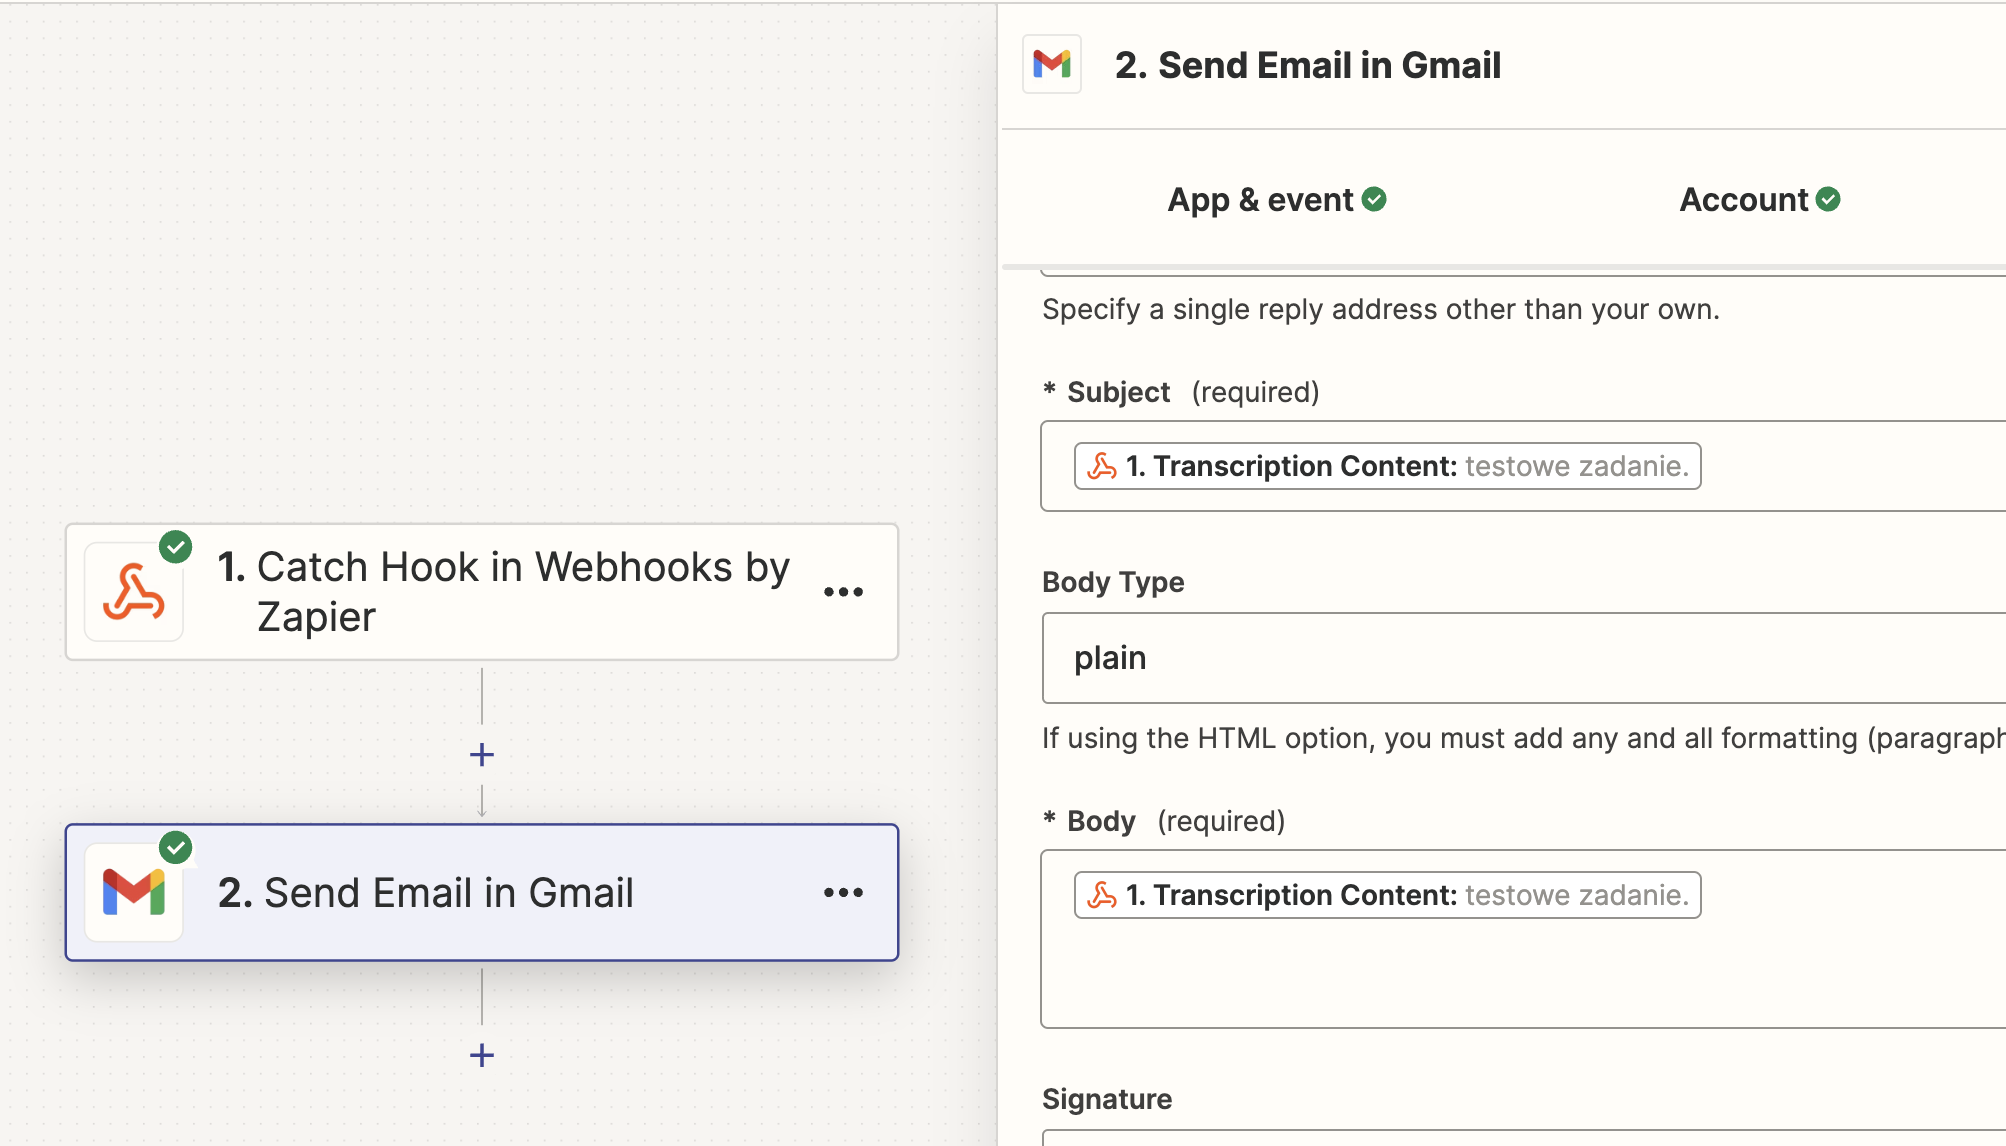 1. Catch Hook in Webhooks by
Zapier
2. Send Email in Gmail
2. Send Email in Gmail
App & event
Account
Specify a single reply address other than your own.
* Subject (required)
1. Transcription Content: testowe zadanie.
Body Type
plain
If using the HTML option, you must add any and all formatting (paragraph
* Body (required)
1. Transcription Content: testowe zadanie.
Signature